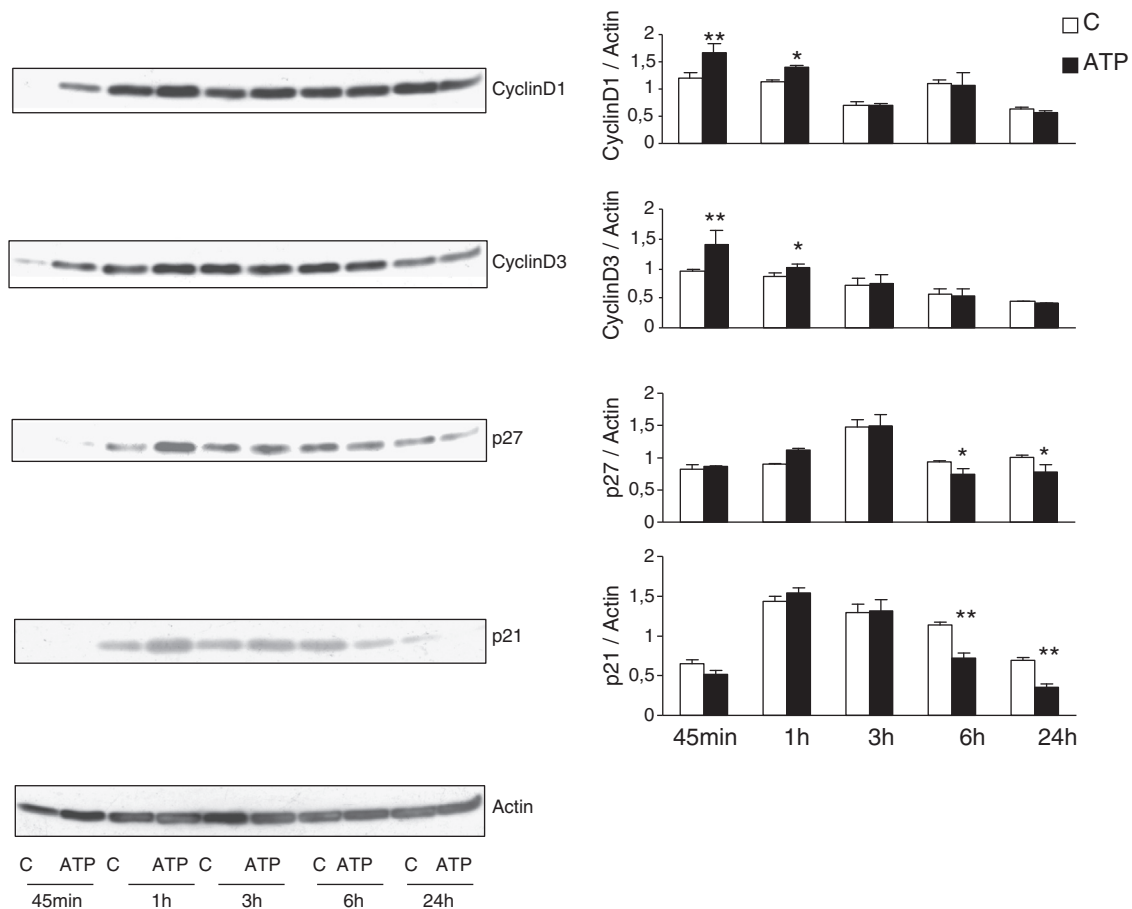 CyclinD1
CyclinD3
p27
p21
Actin
C ATP C ATP C ATP C ATP C ATP
45min 1h 3h 6h 24h
C
ATP
CyclinD1 / Actin
2
1,5
1
0,5
0
** *
CyclinD3 / Actin
2
1,5
1
0,5
0
** *
p27 / Actin
2
1,5
1
0,5
0
* *
p21 / Actin
2
1,5
1
0,5
0
** **
45min 1h 3h 6h 24h